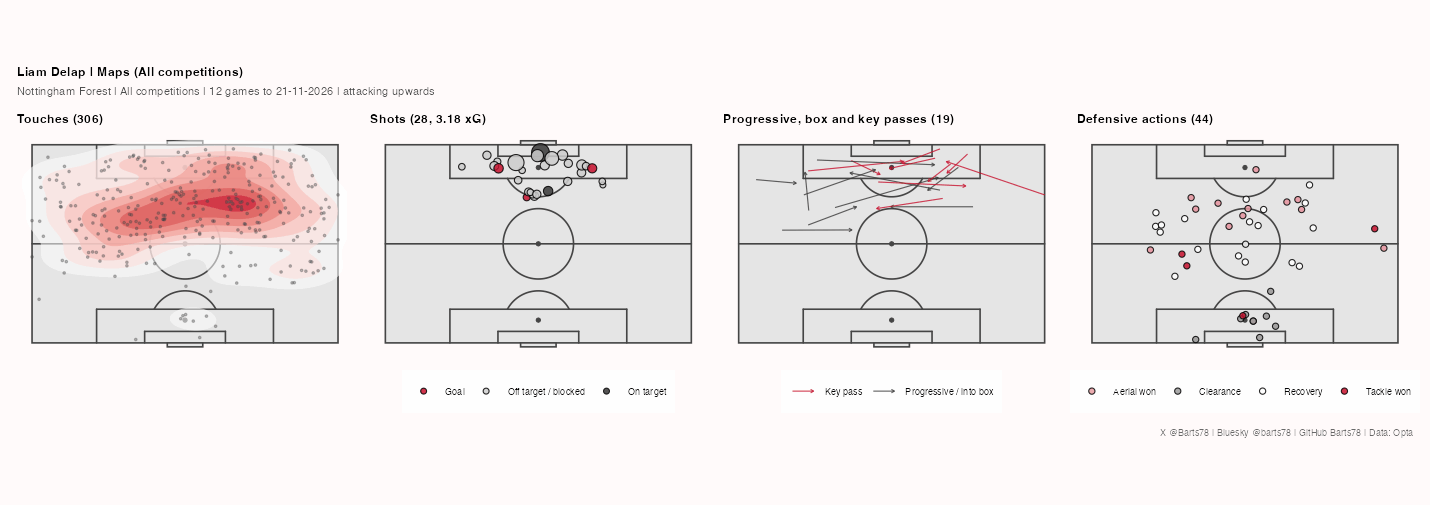 Liam Delap | Maps (All competitions)
Nottingham Forest | All competitions | 12 games to 21-11-2026 | attacking upwards
Touches (306)
Shots (28, 3.18 xG)
Progressive, box and key passes (19)
Defensive actions (44)
Goal
Off target / blocked
On target
Key pass
Progressive / into box
Aerial won
Clearance
Recovery
Tackle won
X @Barts78 | Bluesky @barts78 | GitHub Barts78 | Data: Opta